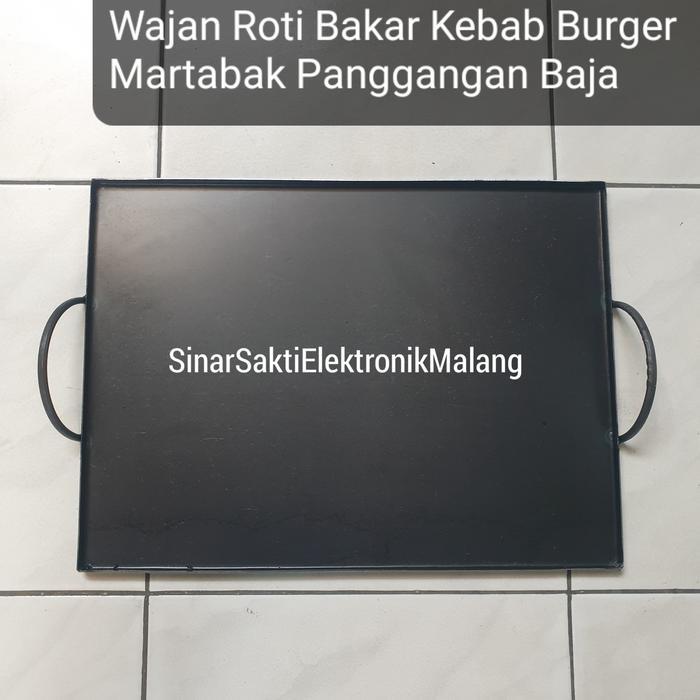 Wajan Roti Bakar Kebab Burger
Martabak Panggangan Baja
SinarSaktiElektronikMalang